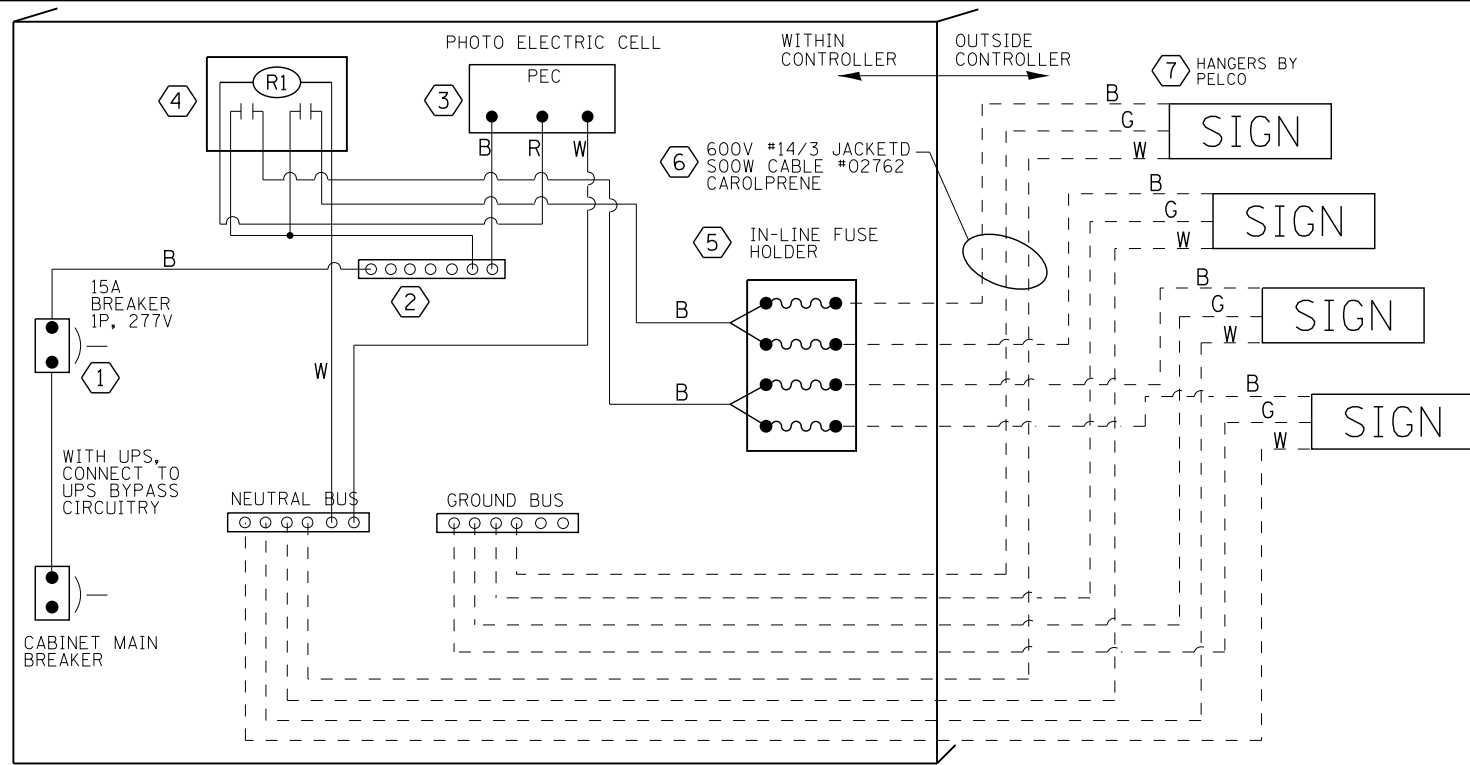 PHOTO ELECTRIC CELL
WITHIN
CONTROLLER
OUTSIDE
CONTROLLER
7
HANGERS BY
PELCO
4
R1
3
PEC
B
R
W
6
600V #14/3 JACKETD
SOOW CABLE #02762
CAROLPRENE
B
G
W
SIGN
B
G
W
SIGN
5
IN-LINE FUSE
HOLDER
B
2
15A
BREAKER
1P, 277V
1
W
B
B
B
G
W
SIGN
B
G
W
SIGN
WITH UPS,
CONNECT TO
UPS BYPASS
CIRCUITRY
NEUTRAL BUS
GROUND BUS
CABINET MAIN
BREAKER